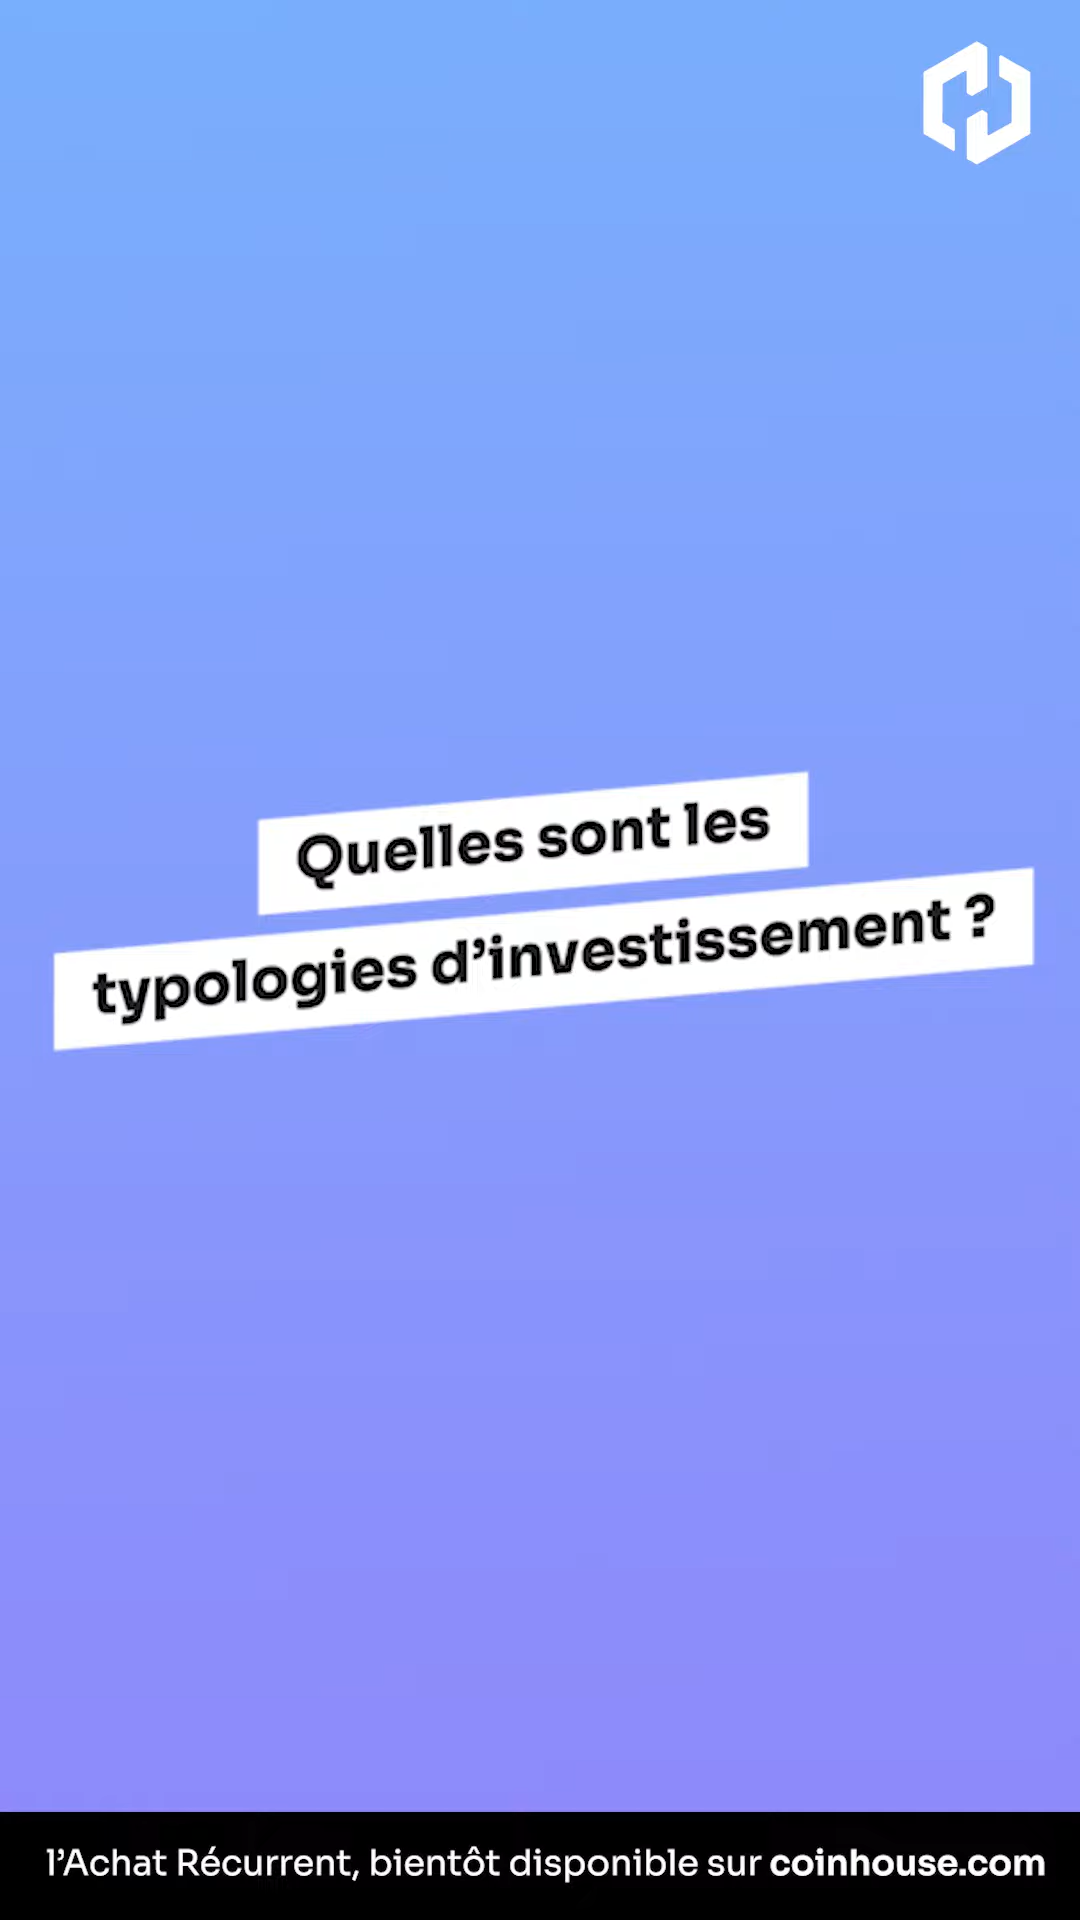 Quelles sont les
typologies d’investissement ?
l’Achat Récurrent, bientôt disponible sur coinhouse.com